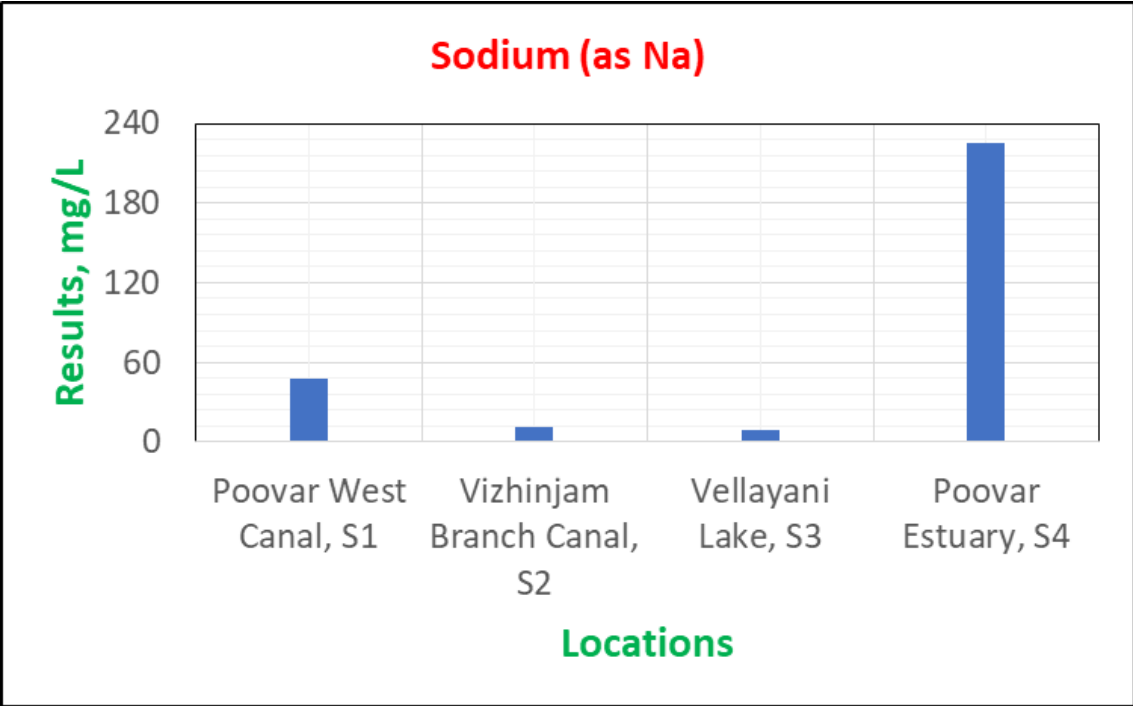 Sodium (as Na)
Results, mg/L
240
180
120
60
0
Poovar West
Canal, S1
Vizhinjam
Branch Canal,
S2
Vellayani
Lake, S3
Poovar
Estuary, S4
Locations